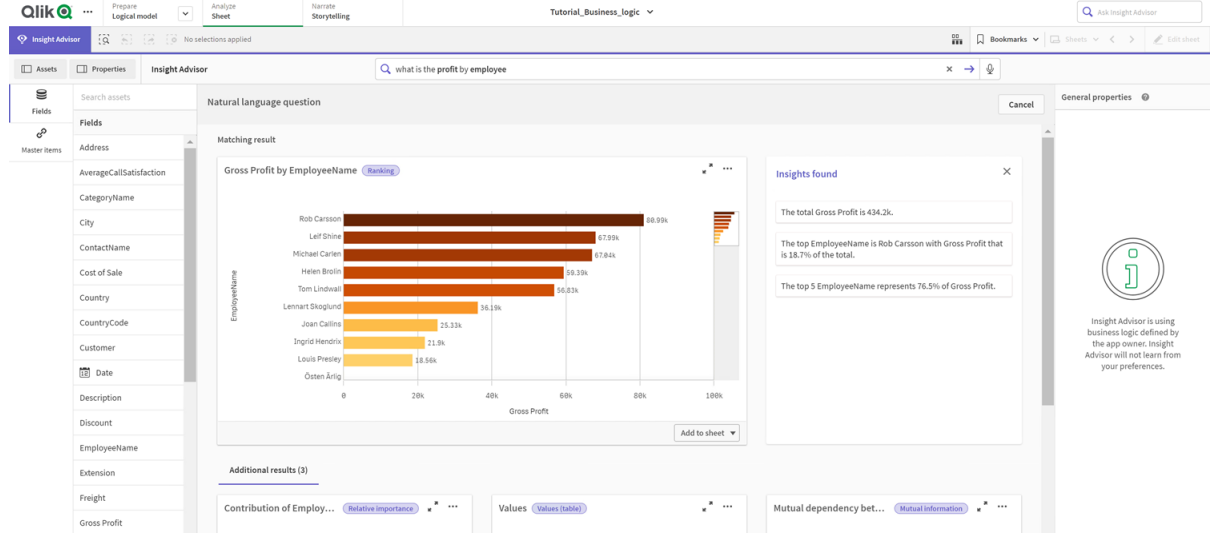 Qlik
Prepare
Logical model
Analyze
Sheet
Narrate
Storytelling
Tutorial_Business_logic
Ask Insight Advisor
Insight Advisor
No selections applied
Bookmarks
Sheets
Edit sheet
Assets
Properties
Insight Advisor
what is the profit by employee
Fields
Master items
Search assets
Fields
Address
AverageCallSatisfaction
CategoryName
City
ContactName
Cost of Sale
Country
CountryCode
Customer
Date
Description
Discount
EmployeeName
Extension
Freight
Gross Profit
Natural language question
Cancel
Matching result
Gross Profit by EmployeeName
Ranking
Rob Carsson
80.99k
Leif Shine
67.99k
Michael Carlen
67.04k
Helen Brolin
59.39k
Tom Lindwall
56.83k
Lennart Skoglund
36.19k
Joan Callins
25.33k
Ingrid Hendrix
21.9k
Louis Presley
18.56k
Östen Ärlig
EmployeeName
0 20k 40k 60k 80k 100k
Gross Profit
Add to sheet
Insights found
The total Gross Profit is 434.2k.
The top EmployeeName is Rob Carsson with Gross Profit that
is 18.7% of the total.
The top 5 EmployeeName represents 76.5% of Gross Profit.
Additional results (3)
Contribution of Employ...
Relative importance
Values
Values (table)
Mutual dependency bet...
Mutual information
General properties
Insight Advisor is using
business logic defined by
the app owner. Insight
Advisor will not learn from
your preferences.